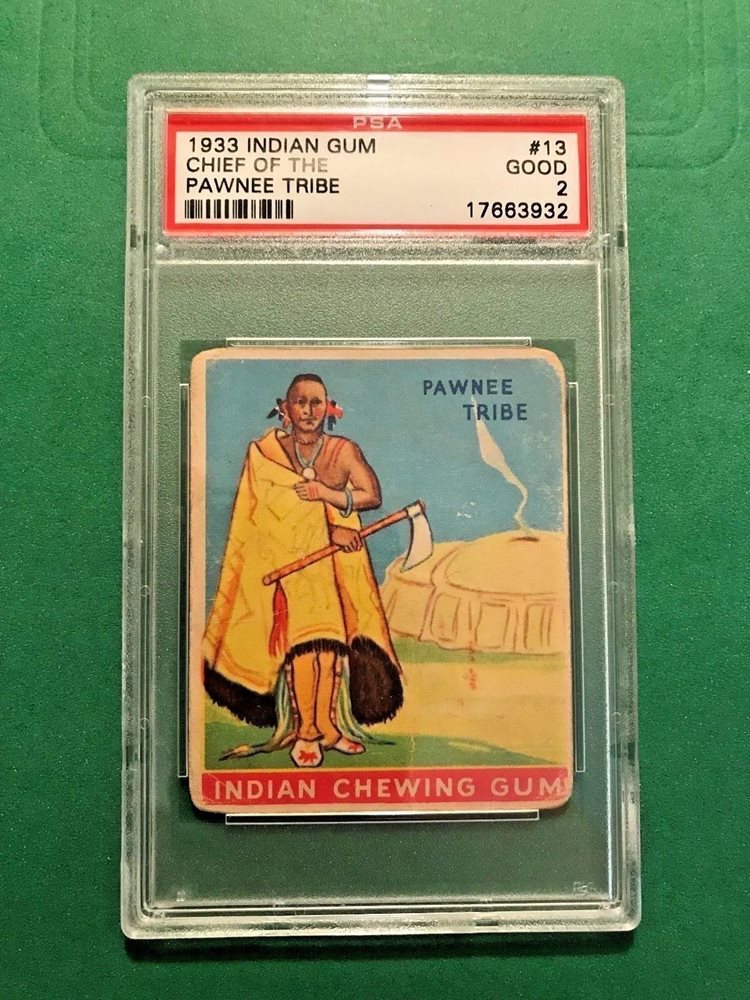 PSA
1933 INDIAN GUM #13
CHIEF OF THE GOOD
PAWNEE TRIBE 2
17663932
PAWNEE
TRIBE
INDIAN CHEWING GUM